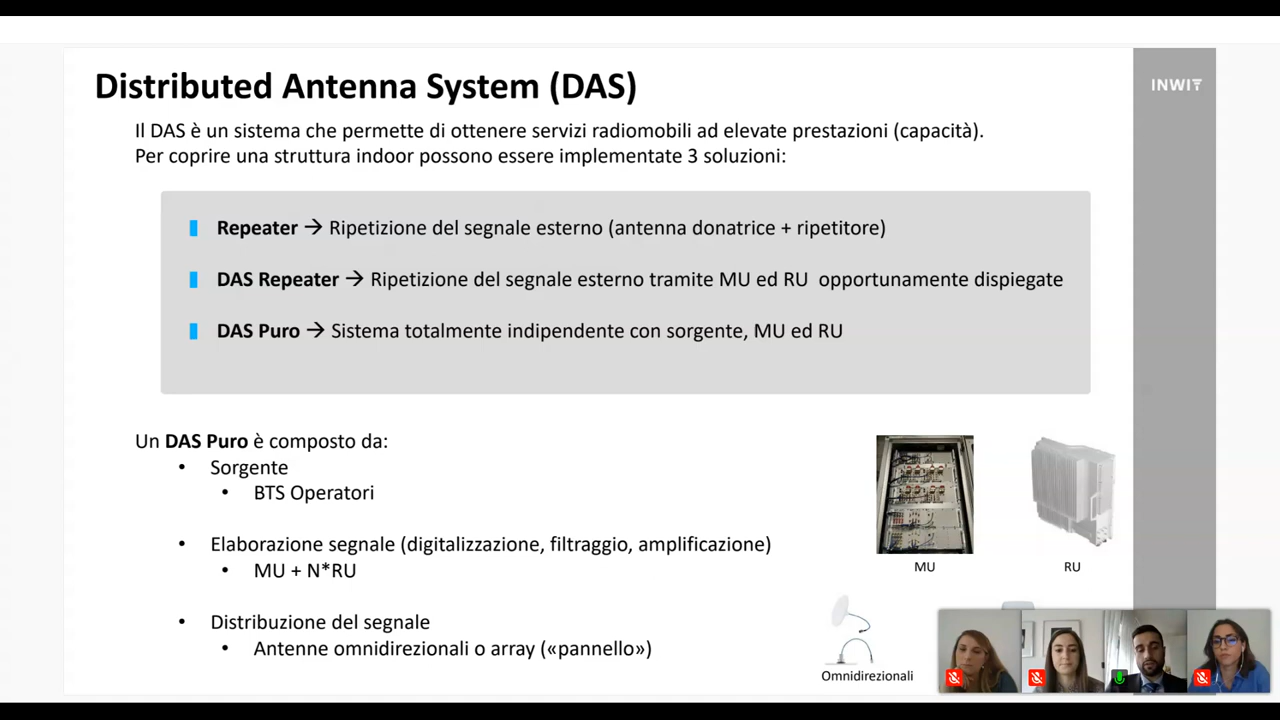 Distributed Antenna System (DAS)
INWIT
Il DAS è un sistema che permette di ottenere servizi radiomobili ad elevate prestazioni (capacità).
Per coprire una struttura indoor possono essere implementate 3 soluzioni:
Repeater → Ripetizione del segnale esterno (antenna donatrice + ripetitore)
DAS Repeater → Ripetizione del segnale esterno tramite MU ed RU opportunamente dispiegate
DAS Puro → Sistema totalmente indipendente con sorgente, MU ed RU
Un DAS Puro è composto da:
• Sorgente
• BTS Operatori
• Elaborazione segnale (digitalizzazione, filtraggio, amplificazione)
• MU + N*RU
• Distribuzione del segnale
• Antenne omnidirezionali o array («pannello»)
MU
RU
Omnidirezionali